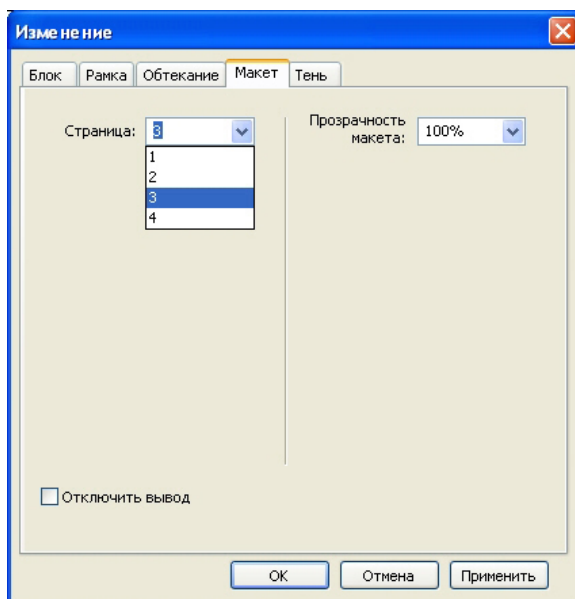 Изменение
Блок Рамка Обтекание Макет Тень
Страница: 3
1
2
3
4
Прозрачность
макета: 100%
Отключить вывод
ОК Отмена Применить